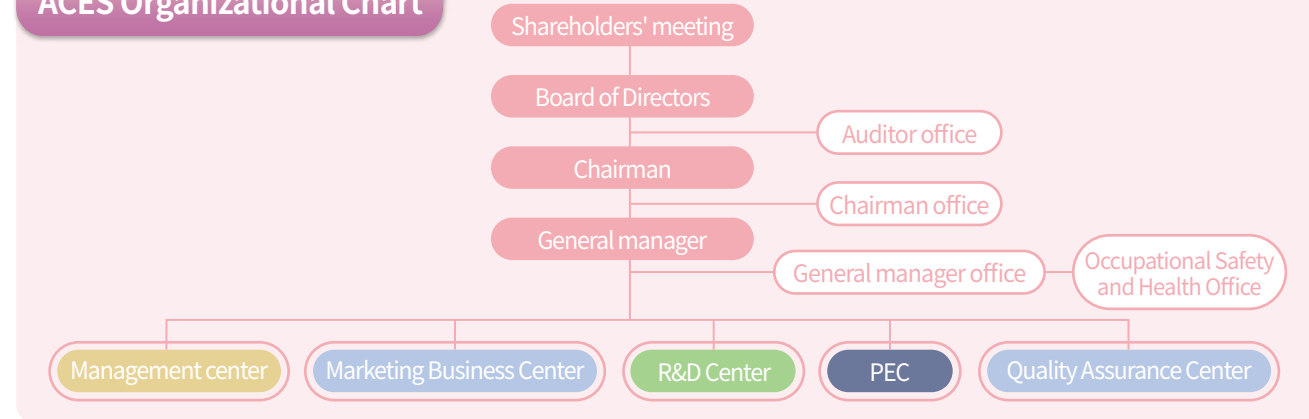 ACES Organizational Chart
Shareholders' meeting
Board of Directors
Auditor office
Chairman
Chairman office
General manager
General manager office
Occupational Safety
and Health Office
Management center
Marketing Business Center
R&D Center
PEC
Quality Assurance Center